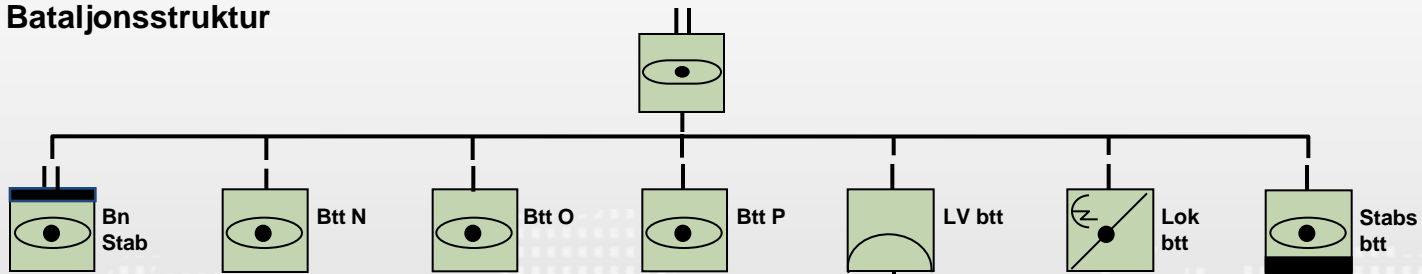 Bataljonsstruktur
Bn
Stab
Btt N
Btt O
Btt P
LV btt
Lok
btt
Stabs
btt